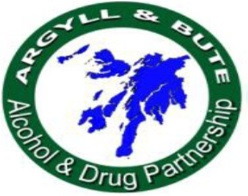 ARGYLL & BUTE
Alcohol & Drug Partnership